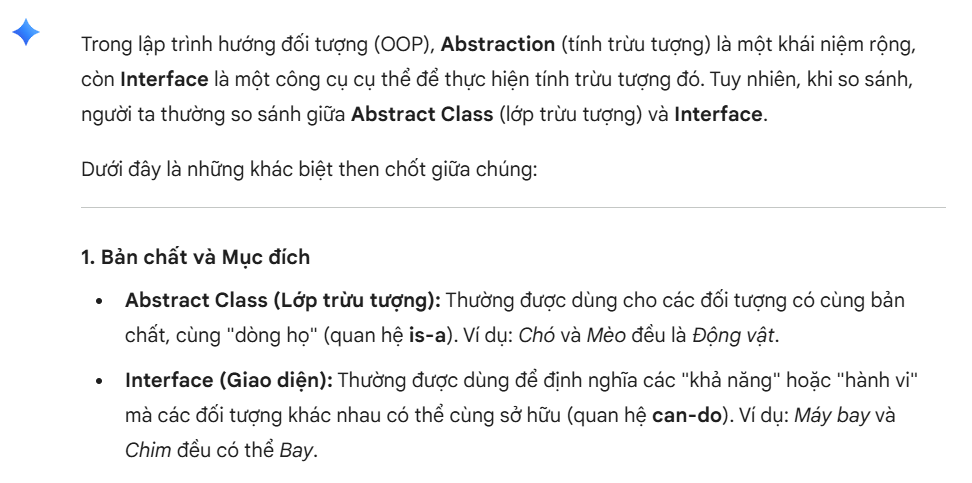 Trong lập trình hướng đối tượng (OOP), Abstraction (tính trừu tượng) là một khái niệm rộng,
còn Interface là một công cụ cụ thể để thực hiện tính trừu tượng đó. Tuy nhiên, khi so sánh,
người ta thường so sánh giữa Abstract Class (lớp trừu tượng) và Interface.
Dưới đây là những khác biệt then chốt giữa chúng:
1. Bản chất và Mục đích
• Abstract Class (Lớp trừu tượng): Thường được dùng cho các đối tượng có cùng bản
chất, cùng "dòng họ" (quan hệ is-a). Ví dụ: Chó và Mèo đều là Động vật.
• Interface (Giao diện): Thường được dùng để định nghĩa các "khả năng" hoặc "hành vi"
mà các đối tượng khác nhau có thể cùng sở hữu (quan hệ can-do). Ví dụ: Máy bay và
Chim đều có thể Bay.